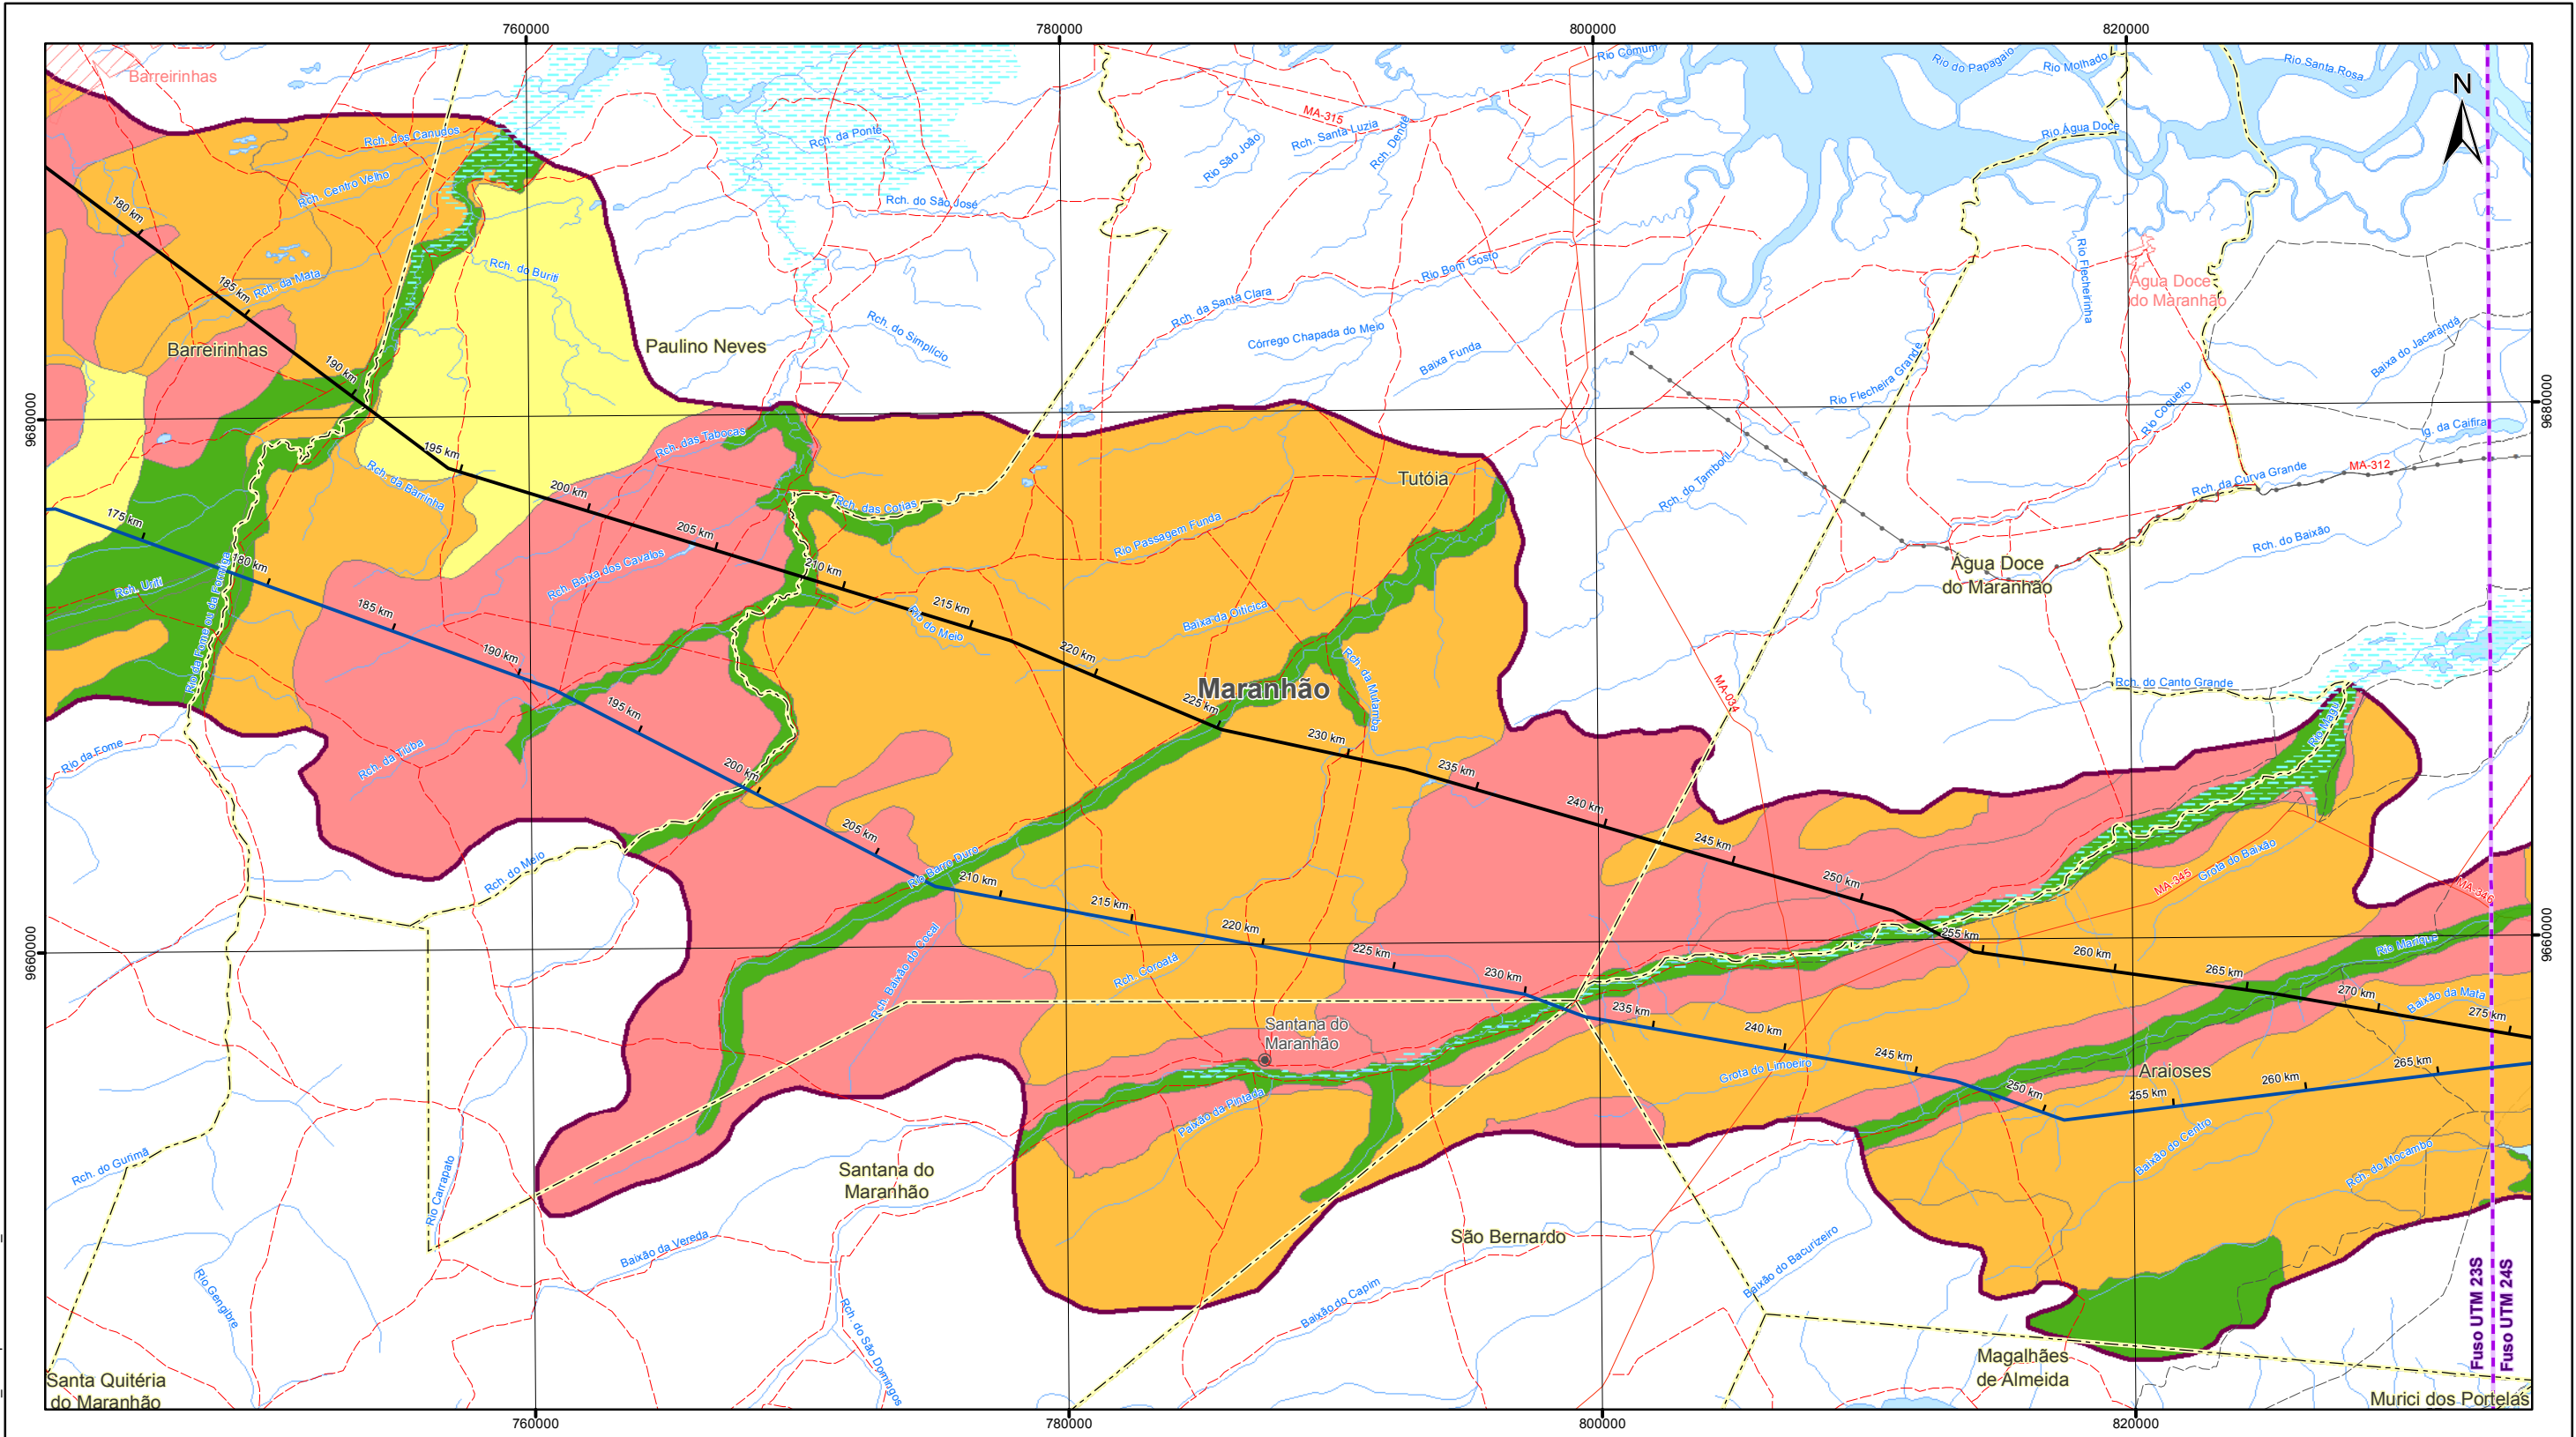 760000
780000
800000
820000
Barreirinhas
Rch. dos Canudos
Rch. Centro Velho
Rch. da Mata
Rch. do Buriti
Rch. da Ponte
Rch. do São José
Rch. do Simplício
MA-315
Rio São João
Rch. Santa Luzia
Rch. Dendê
Rio Comum
Rio do Papagaio
Rio Molhado
Rio Santa Rosa
Rio Água Doce
N
Rch. da Santa Clara
Rio Bom Gosto
Córrego Chapada do Meio
Baixa Funda
Rio Flecheirinha
Água Doce
do Maranhão
Rio Flecheira Grande
Baixa do Jacarandá
Rio Coqueiro
Ig. da Caifira
Rch. da Curva Grande
MA-312
Rch. do Tamboril
Rch. do Baixão
Barreirinhas
Paulino Neves
Tutóia
Água Doce
do Maranhão
9680000
9680000
180 km
185 km
190 km
195 km
200 km
205 km
210 km
215 km
220 km
225 km
230 km
235 km
240 km
245 km
250 km
255 km
260 km
265 km
270 km
275 km
Rch. das Tabocas
Rch. da Barrinha
Rch. das Cotias
Rio Passagem Funda
Rch. Baixa dos Cavalos
Rio do Meio
Baixa da Oiticica
Rch. da Mutamba
Rch. Uriti
Maranhão
MA-034
Rch. do Canto Grande
Rio Magu
175 km
180 km
185 km
190 km
195 km
200 km
205 km
210 km
215 km
220 km
225 km
230 km
235 km
240 km
245 km
250 km
255 km
260 km
265 km
Rio da Fome
Rch. da Tiúba
Rch. do Meio
Rio Barro Duro
Rch. Baixão do Cocal
Rch. Coroatá
Grota do Baixão
MA-345
MA-346
Rio Marique
Baixão da Mata
9660000
9660000
Santana do
Maranhão
Paixão da Pintada
Grota do Limoeiro
Araioses
Baixão do Centro
Rch. do Mocambo
Rch. do Gurimã
Rio Carrapato
Santana do
Maranhão
Baixão da Vereda
Rio Gengibre
Rch. do São Domingos
São Bernardo
Baixão do Capim
Baixão do Bacurizeiro
Fuso UTM 23S
Fuso UTM 24S
Santa Quitéria
do Maranhão
Magalhães
de Almeida
Murici dos Portelas
760000
780000
800000
820000